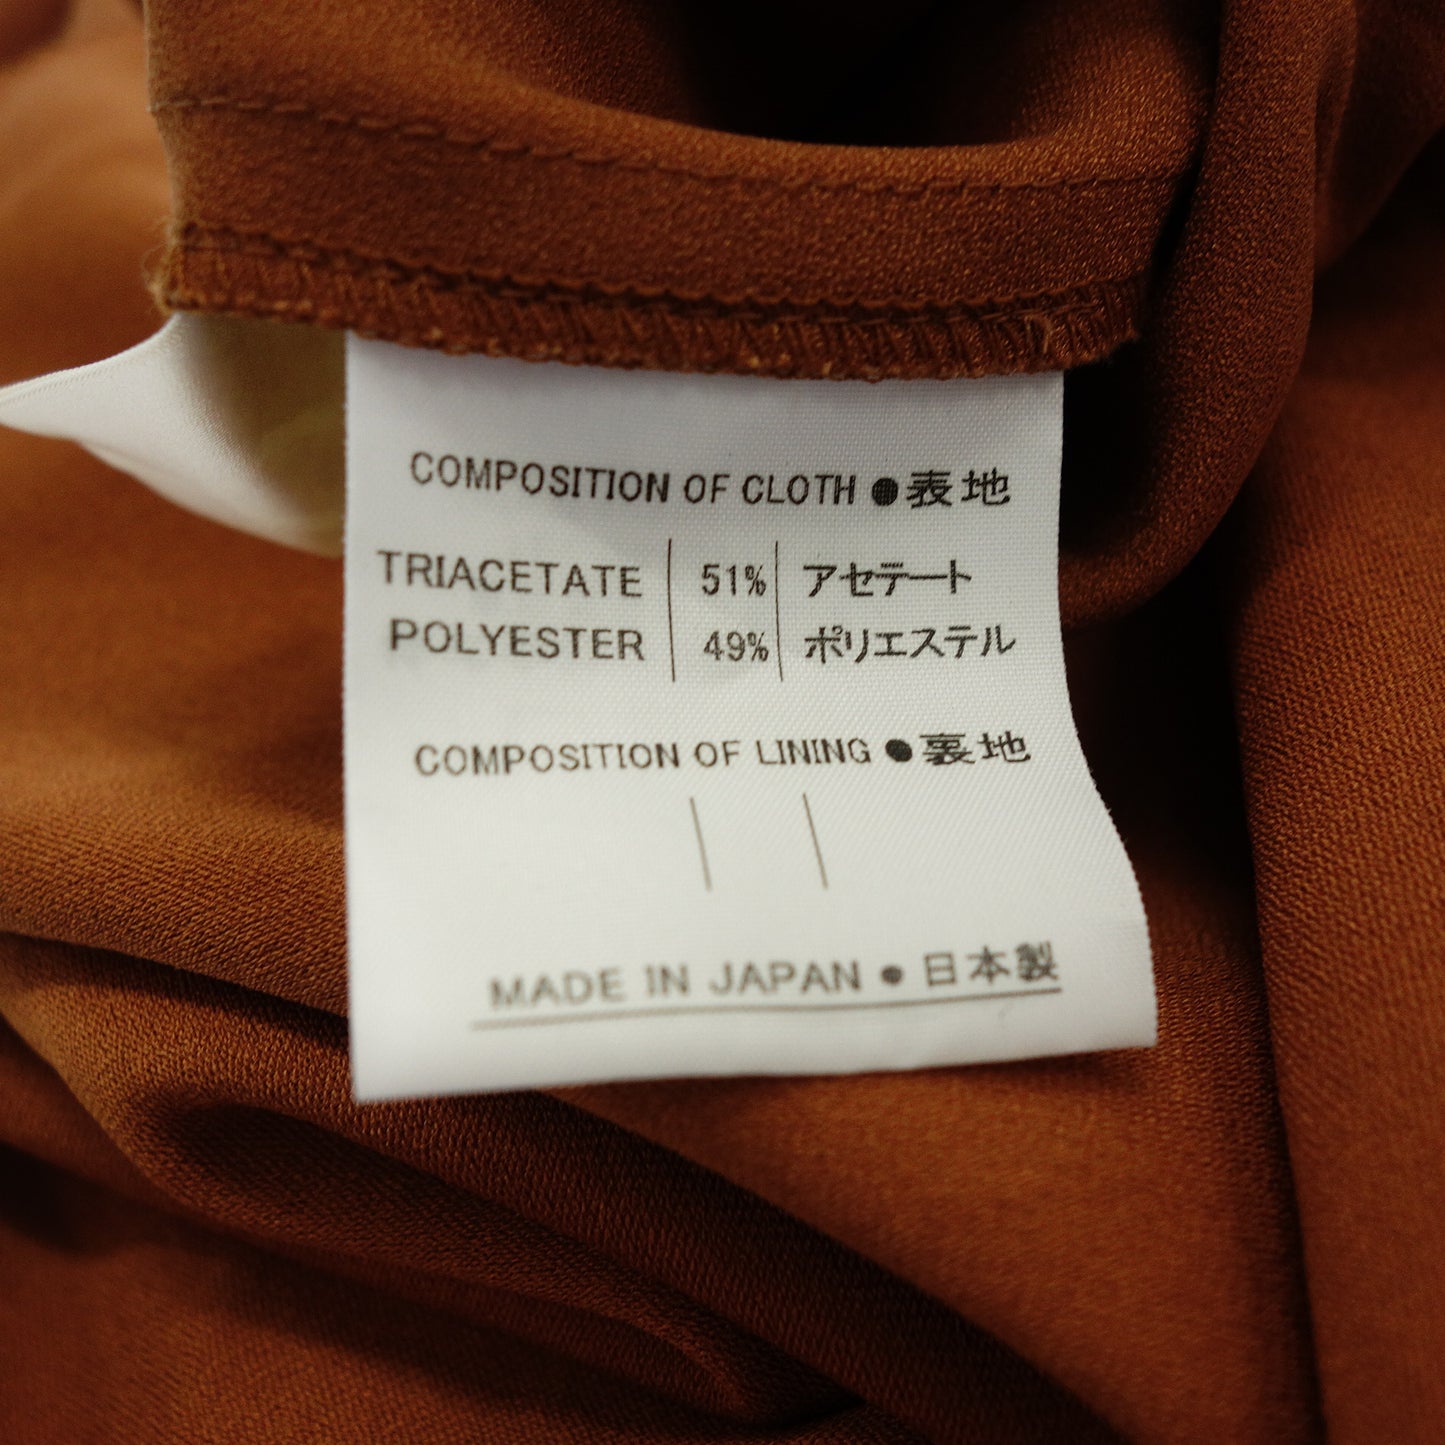 COMPOSITION OF CLOTH ● 表地
TRIACETATE 51% アセテート
POLYESTER 49% ポリエステル
COMPOSITION OF LINING ● 裏地
MADE IN JAPAN ● 日本製